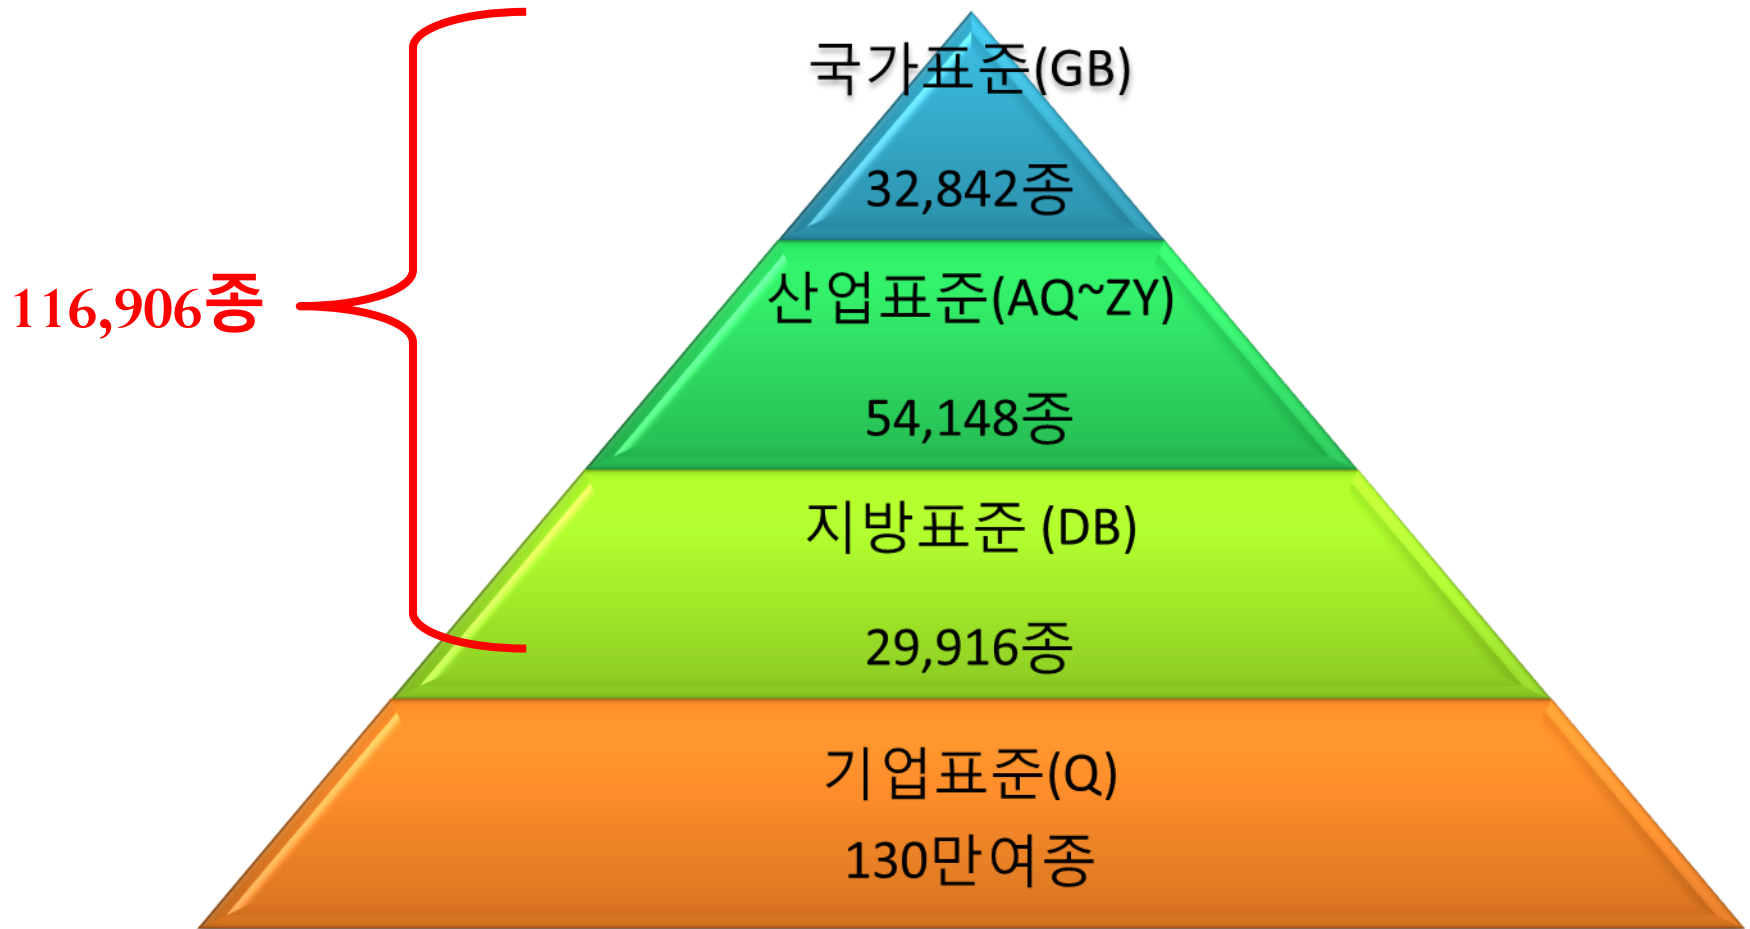 국가표준(GB)
32,842종
산업표준(AQ~ZY)
116,906종
54,148종
지방표준 (DB)
29,916종
기업표준(Q)
130만여종